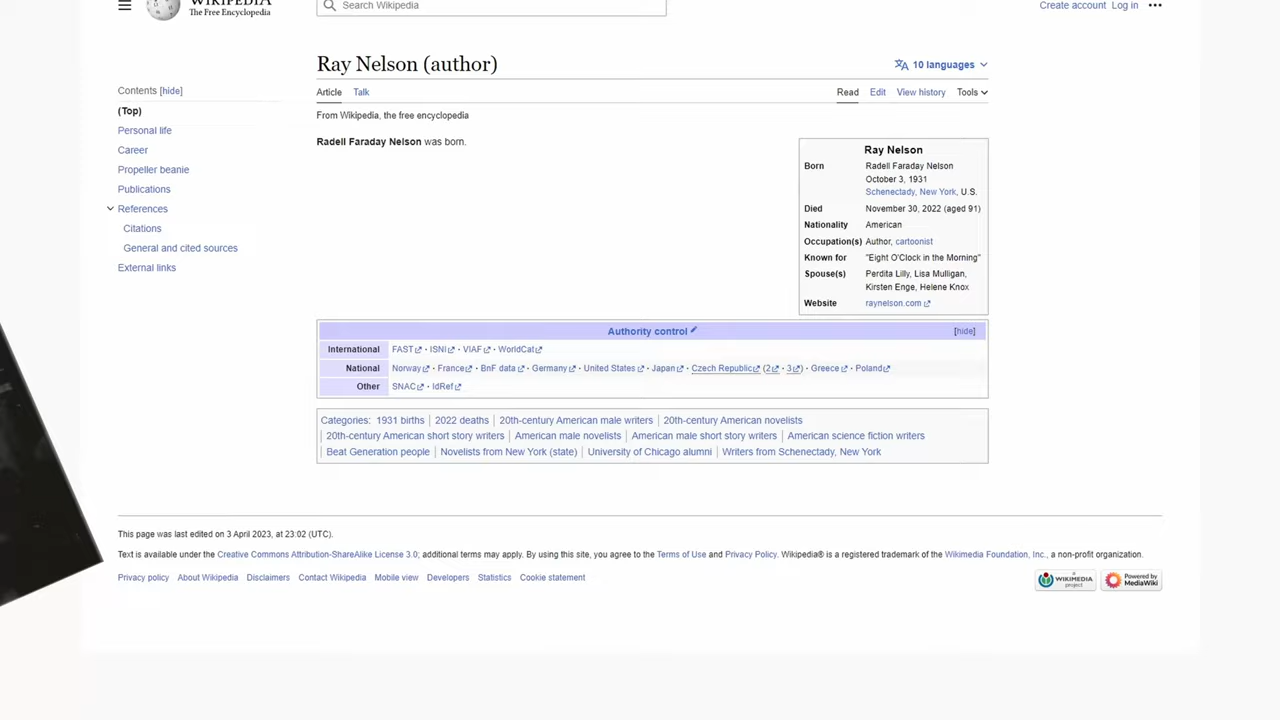 WIKIPEDIA
The Free Encyclopedia
Search Wikipedia
Create account Log in
Ray Nelson (author)
10 languages
Article Talk
Read Edit View history Tools
From Wikipedia, the free encyclopedia
Contents [hide]
(Top)
Personal life
Career
Propeller beanie
Publications
References
Citations
General and cited sources
External links
Radell Faraday Nelson was born.
Ray Nelson
Born Radell Faraday Nelson
October 3, 1931
Schenectady, New York, U.S.
Died November 30, 2022 (aged 91)
Nationality American
Occupation(s) Author, cartoonist
Known for "Eight O'Clock in the Morning"
Spouse(s) Perdita Lilly, Lisa Mulligan,
Kirsten Enge, Helene Knox
Website raynelson.com
Authority control [hide]
International FAST · ISNI · VIAF · WorldCat
National Norway · France · BnF data · Germany · United States · Japan · Czech Republic (2 · 3) · Greece · Poland
Other SNAC · IdRef
Categories: 1931 births | 2022 deaths | 20th-century American male writers | 20th-century American novelists
| 20th-century American short story writers | American male novelists | American male short story writers | American science fiction writers
| Beat Generation people | Novelists from New York (state) | University of Chicago alumni | Writers from Schenectady, New York
This page was last edited on 3 April 2023, at 23:02 (UTC).
Text is available under the Creative Commons Attribution-ShareAlike License 3.0; additional terms may apply. By using this site, you agree to the Terms of Use and Privacy Policy. Wikipedia® is a registered trademark of the Wikimedia Foundation, Inc., a non-profit organization.
Privacy policy About Wikipedia Disclaimers Contact Wikipedia Mobile view Developers Statistics Cookie statement
A
WIKIMEDIA
project
Powered by
MediaWiki